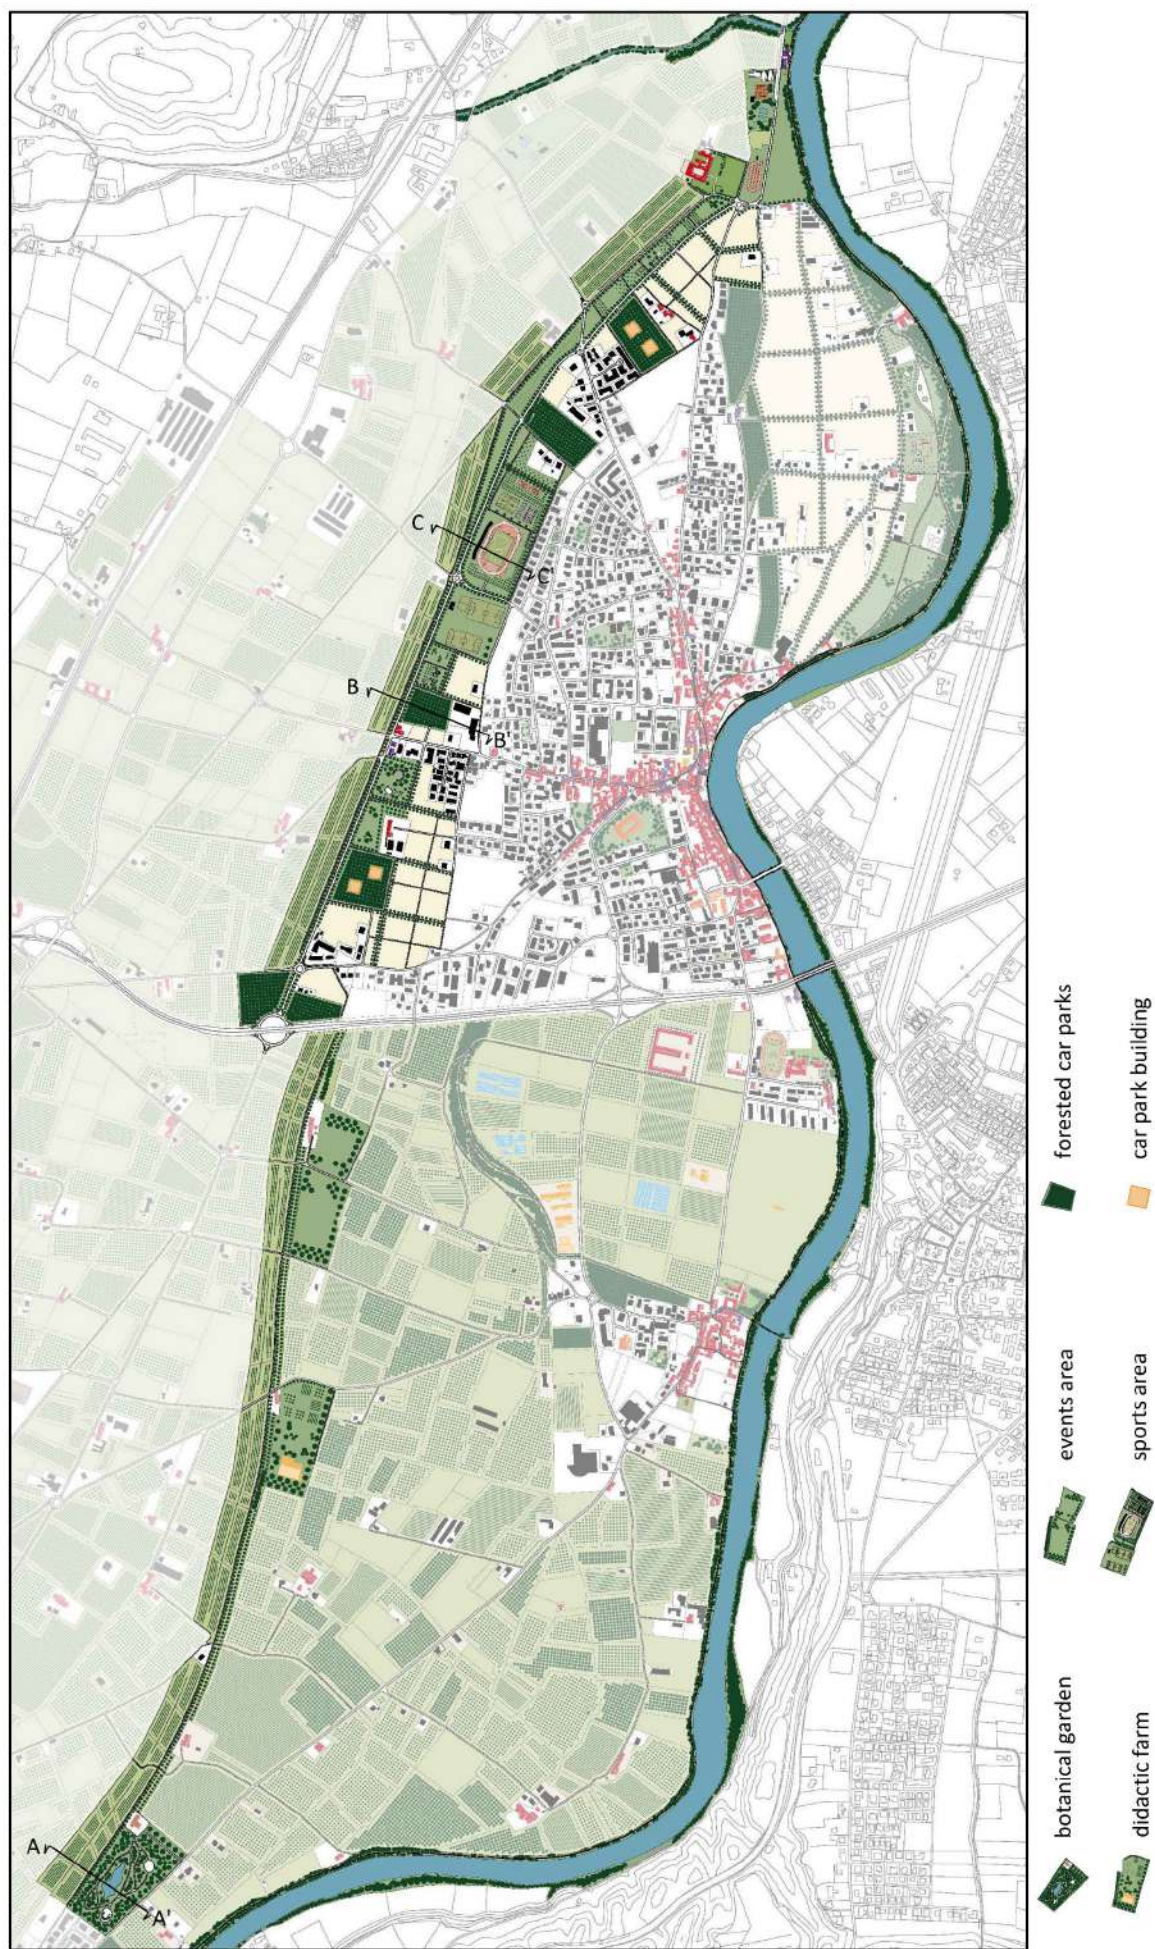 C
C'
B
B'
A
A'
botanical garden
events area
forested car parks
didactic farm
sports area
car park building